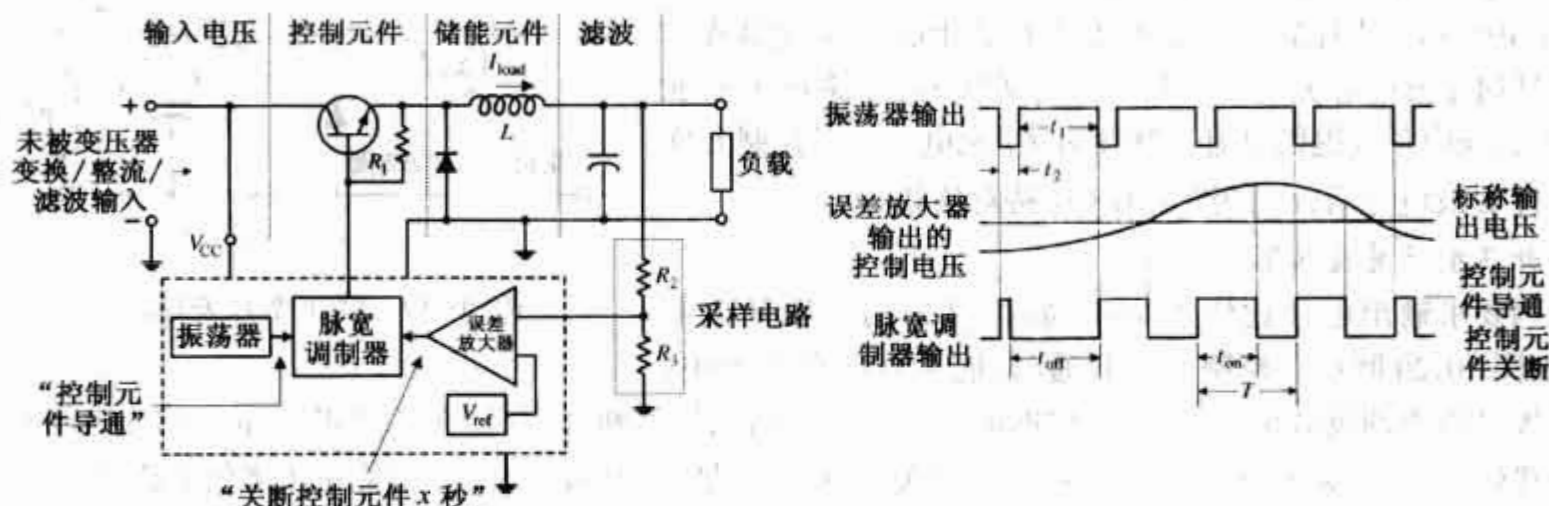 输入电压
控制元件
储能元件
滤波
I_load
L
+
未被变压器
变换/整流/
滤波输入
−
R₁
负载
V_CC
R₂
采样电路
R₃
振荡器
脉宽
调制器
误差
放大器
V_ref
“控制元
件导通”
“关断控制元件 x 秒”
振荡器输出
t₁
t₂
误差放大器
输出的
控制电压
标称输
出电压
脉宽调
制器输出
控制元
件导通
控制元
件关断
t_off
t_on
T